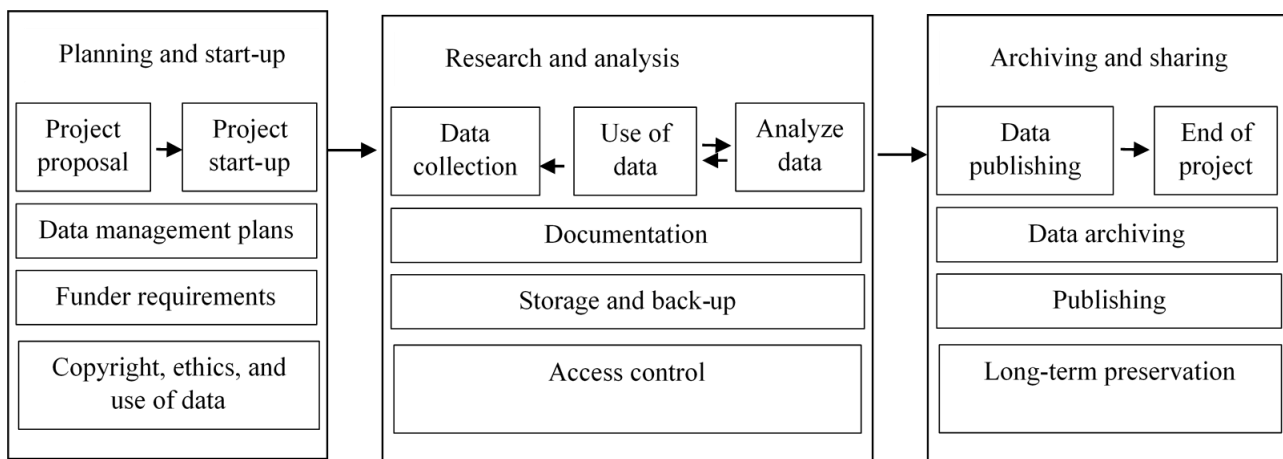 Planning and start-up
Project
proposal
Project
start-up
Data management plans
Funder requirements
Copyright, ethics, and
use of data
Research and analysis
Data
collection
Use of
data
Analyze
data
Documentation
Storage and back-up
Access control
Archiving and sharing
Data
publishing
End of
project
Data archiving
Publishing
Long-term preservation